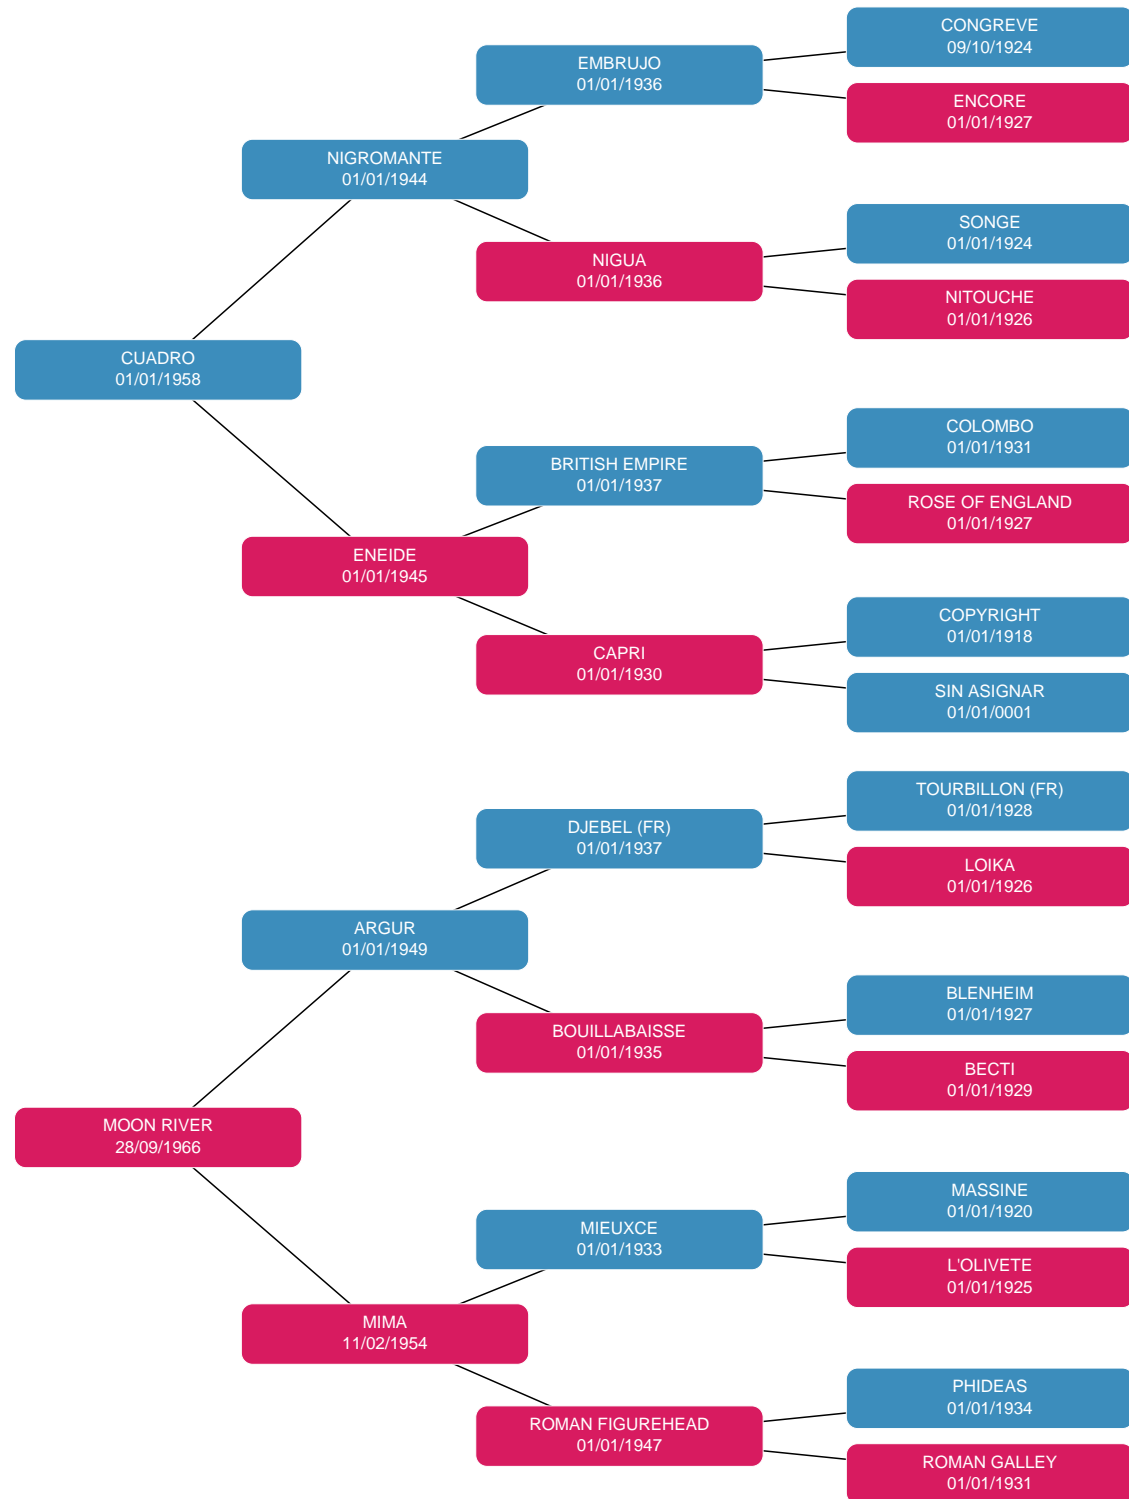 CONGREVE
09/10/1924
EMBRUJO
01/01/1936
ENCORE
01/01/1927
NIGROMANTE
01/01/1944
SONGE
01/01/1924
NIGUA
01/01/1936
NITOUCHE
01/01/1926
CUADRO
01/01/1958
COLOMBO
01/01/1931
BRITISH EMPIRE
01/01/1937
ROSE OF ENGLAND
01/01/1927
ENEIDE
01/01/1945
COPYRIGHT
01/01/1918
CAPRI
01/01/1930
SIN ASIGNAR
01/01/0001
TOURBILLON (FR)
01/01/1928
DJEBEL (FR)
01/01/1937
LOIKA
01/01/1926
ARGUR
01/01/1949
BLENHEIM
01/01/1927
BOUILLABAISSE
01/01/1935
BECTI
01/01/1929
MOON RIVER
28/09/1966
MASSINE
01/01/1920
MIEUXCE
01/01/1933
L'OLIVETE
01/01/1925
MIMA
11/02/1954
PHIDEAS
01/01/1934
ROMAN FIGUREHEAD
01/01/1947
ROMAN GALLEY
01/01/1931